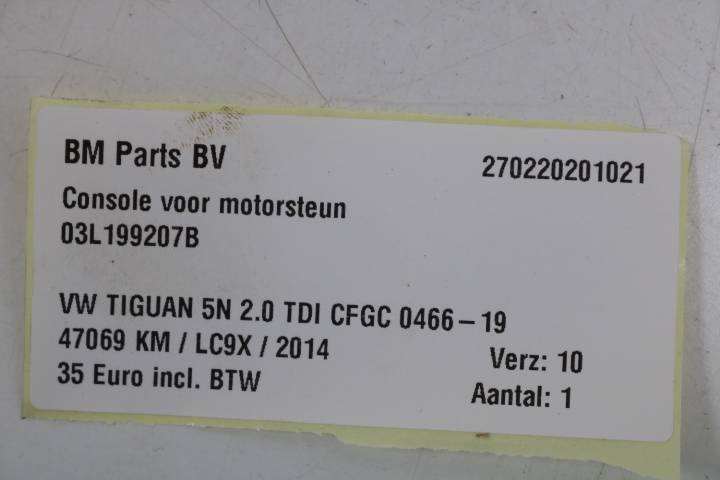 BM Parts BV
270220201021
Console voor motorsteun
03L199207B
VW TIGUAN 5N 2.0 TDI CFGC 0466-19
47069 KM / LC9X / 2014
Verz: 10
35 Euro incl. BTW
Aantal: 1